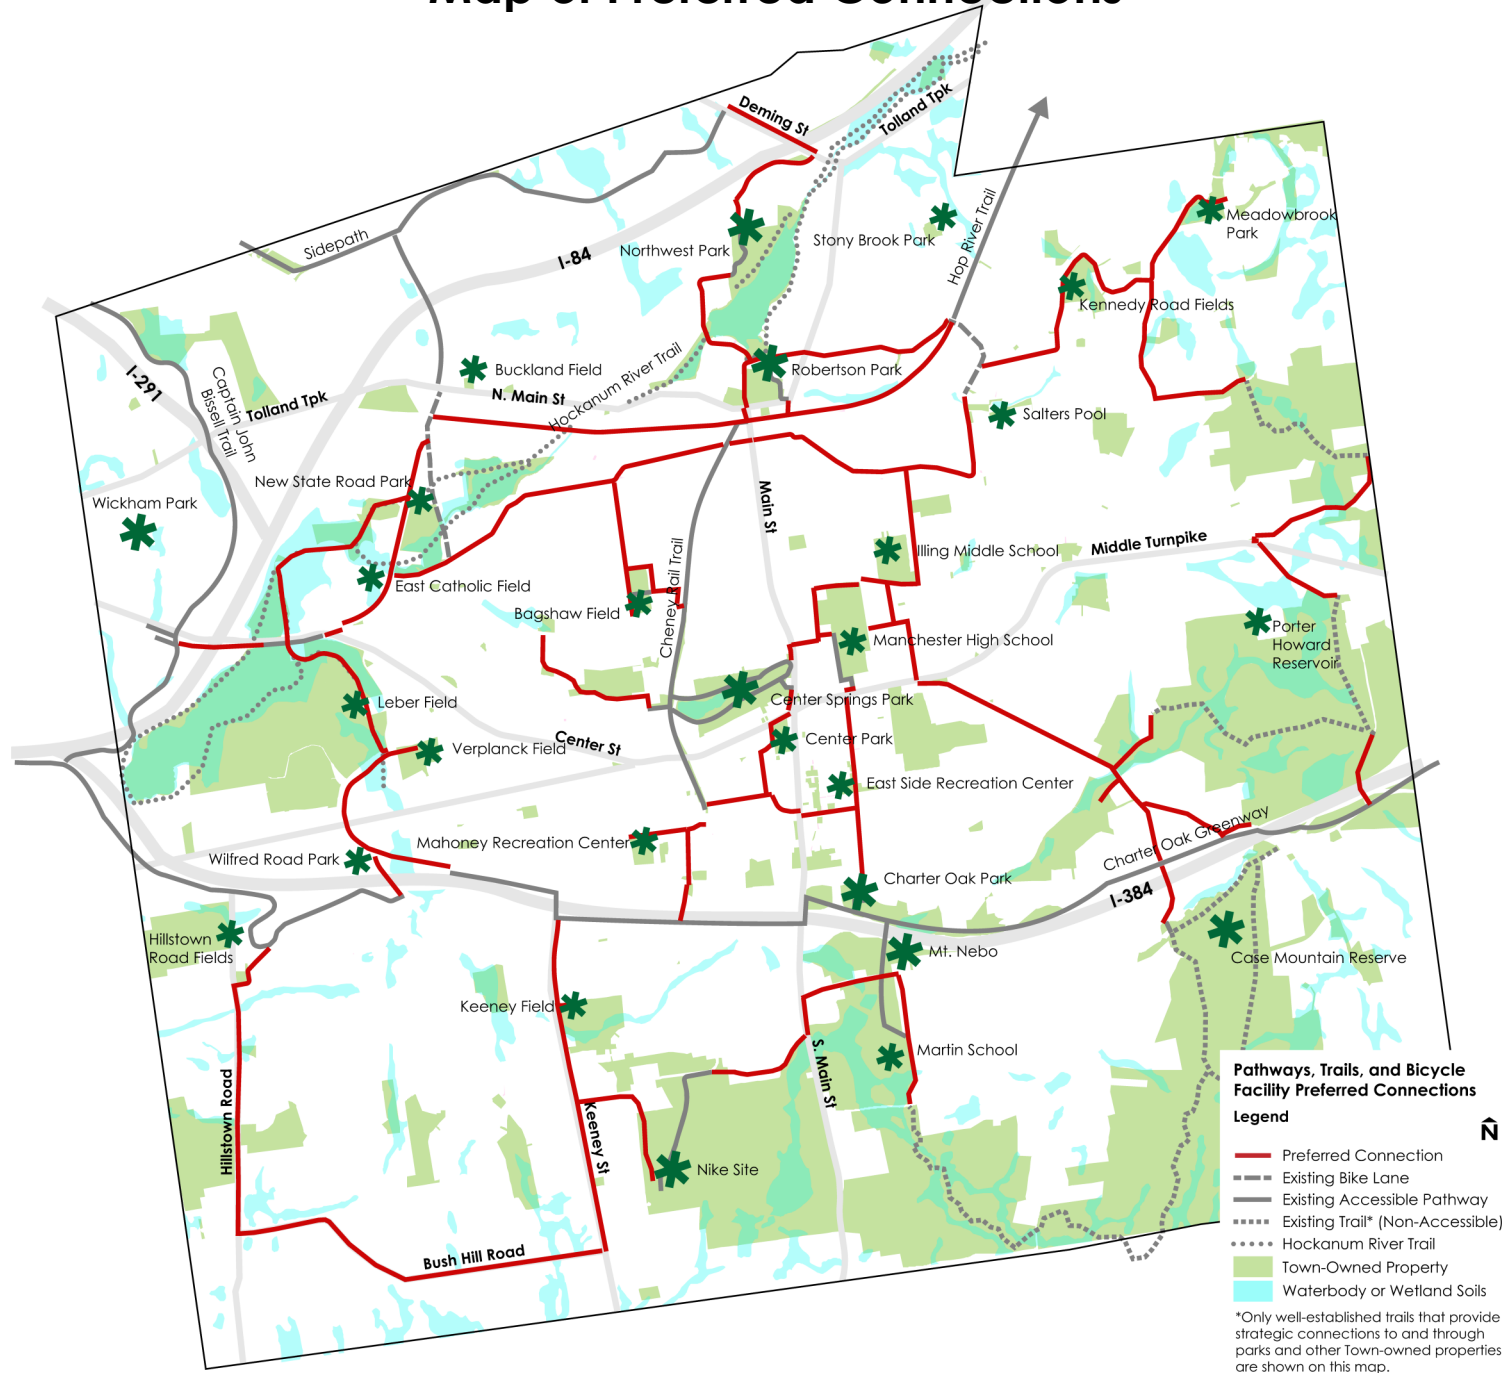 Map of Preferred Connections
Deming St
Tolland Tpk
Sidepath
I-84
Northwest Park
Stony Brook Park
Hop River Trail
Meadowbrook
Park
Kennedy Road Fields
I-291
Captain John
Bissell Trail
Tolland Tpk
Buckland Field
N. Main St
Hockanum River Trail
Robertson Park
Salters Pool
New State Road Park
Wickham Park
Main St
Illing Middle School
Middle Turnpike
East Catholic Field
Bagshaw Field
Cheney Rail Trail
Manchester High School
Porter
Howard
Reservoir
Leber Field
Center Springs Park
Verplanck Field
Center St
Center Park
East Side Recreation Center
Mahoney Recreation Center
Wilfred Road Park
Charter Oak Greenway
Charter Oak Park
I-384
Hillstown
Road Fields
Mt. Nebo
Case Mountain Reserve
Keeney Field
Martin School
S. Main St
Hillstown Road
Keeney St
Nike Site
Bush Hill Road
Pathways, Trails, and Bicycle
Facility Preferred Connections
Legend
N
Preferred Connection
Existing Bike Lane
Existing Accessible Pathway
Existing Trail* (Non-Accessible)
Hockanum River Trail
Town-Owned Property
Waterbody or Wetland Soils
*Only well-established trails that provide
strategic connections to and through
parks and other Town-owned properties
are shown on this map.